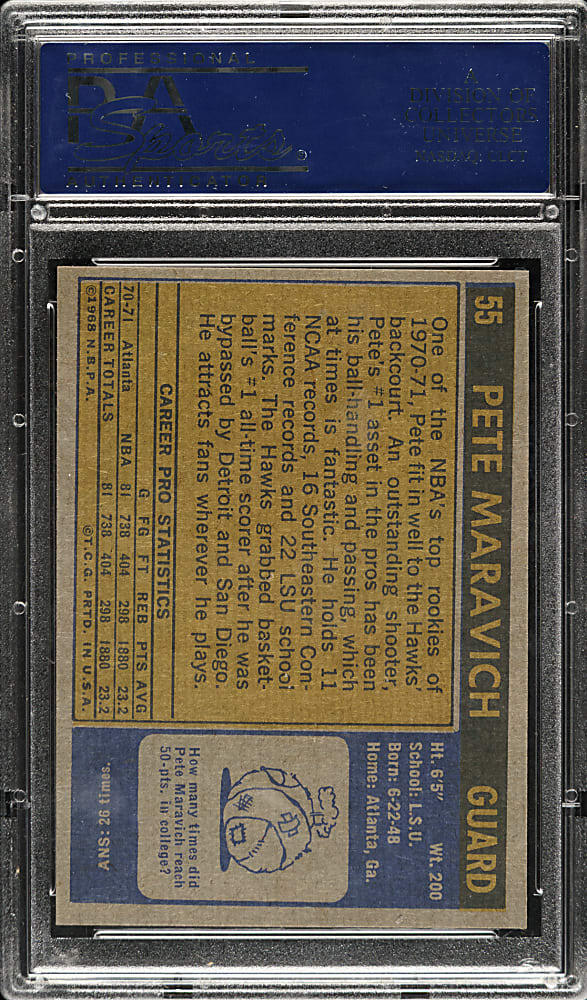 PROFESSIONAL
PSA
AUTHENTICATOR
A
DIVISION OF
COLLECTORS
UNIVERSE
NASDAQ: CLCT
55 PETE MARAVICH GUARD
One of the NBA's top rookies of
1970-71, Pete fit in well to the Hawks'
backcourt. An outstanding shooter,
Pete's #1 asset in the pros has been
his ball-handling and passing, which
at times is fantastic. He holds 11
NCAA records, 16 Southeastern Con-
ference records and 22 LSU school
marks. The Hawks grabbed basket-
ball's #1 all-time scorer after he was
bypassed by Detroit and San Diego.
He attracts fans wherever he plays.
CAREER PRO STATISTICS
G FG FT REB PTS AVG
70-71 Atlanta NBA 81 738 404 298 1880 23.2
CAREER TOTALS 81 738 404 298 1880 23.2
©1968 N.B.P.A. ©T.C.G. PRTD. IN U.S.A.
Ht. 6'5" Wt. 200
School: L.S.U.
Born: 6-22-48
Home: Atlanta, Ga.
How many times did
Pete Maravich reach
50-pts. in college?
ANS: 26 times.